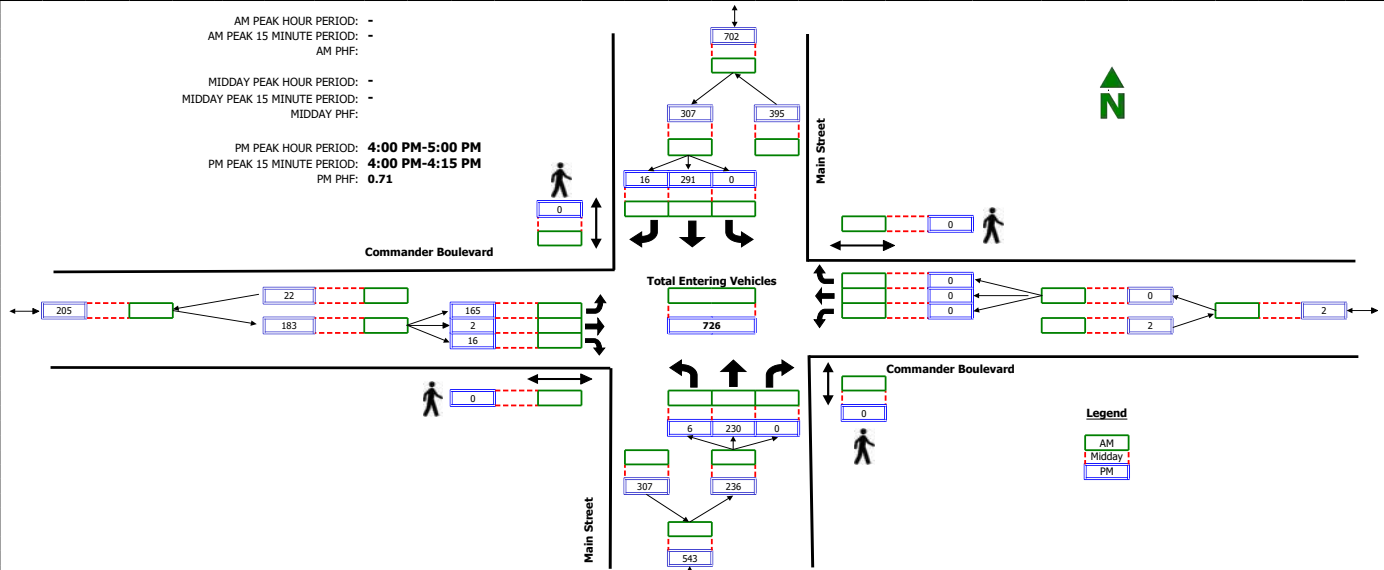 AM PEAK HOUR PERIOD: -
AM PEAK 15 MINUTE PERIOD: -
AM PHF:
MIDDAY PEAK HOUR PERIOD: -
MIDDAY PEAK 15 MINUTE PERIOD: -
MIDDAY PHF:
PM PEAK HOUR PERIOD: 4:00 PM-5:00 PM
PM PEAK 15 MINUTE PERIOD: 4:00 PM-4:15 PM
PM PHF: 0.71
702
307 395
16 291 0
Main Street
N
0
0
Commander Boulevard
Total Entering Vehicles
726
205
22
183
165
2
16
0
0
0
0
2
2
0
6 230 0
307 236
543
Main Street
Commander Boulevard
0
Legend
AM
Midday
PM